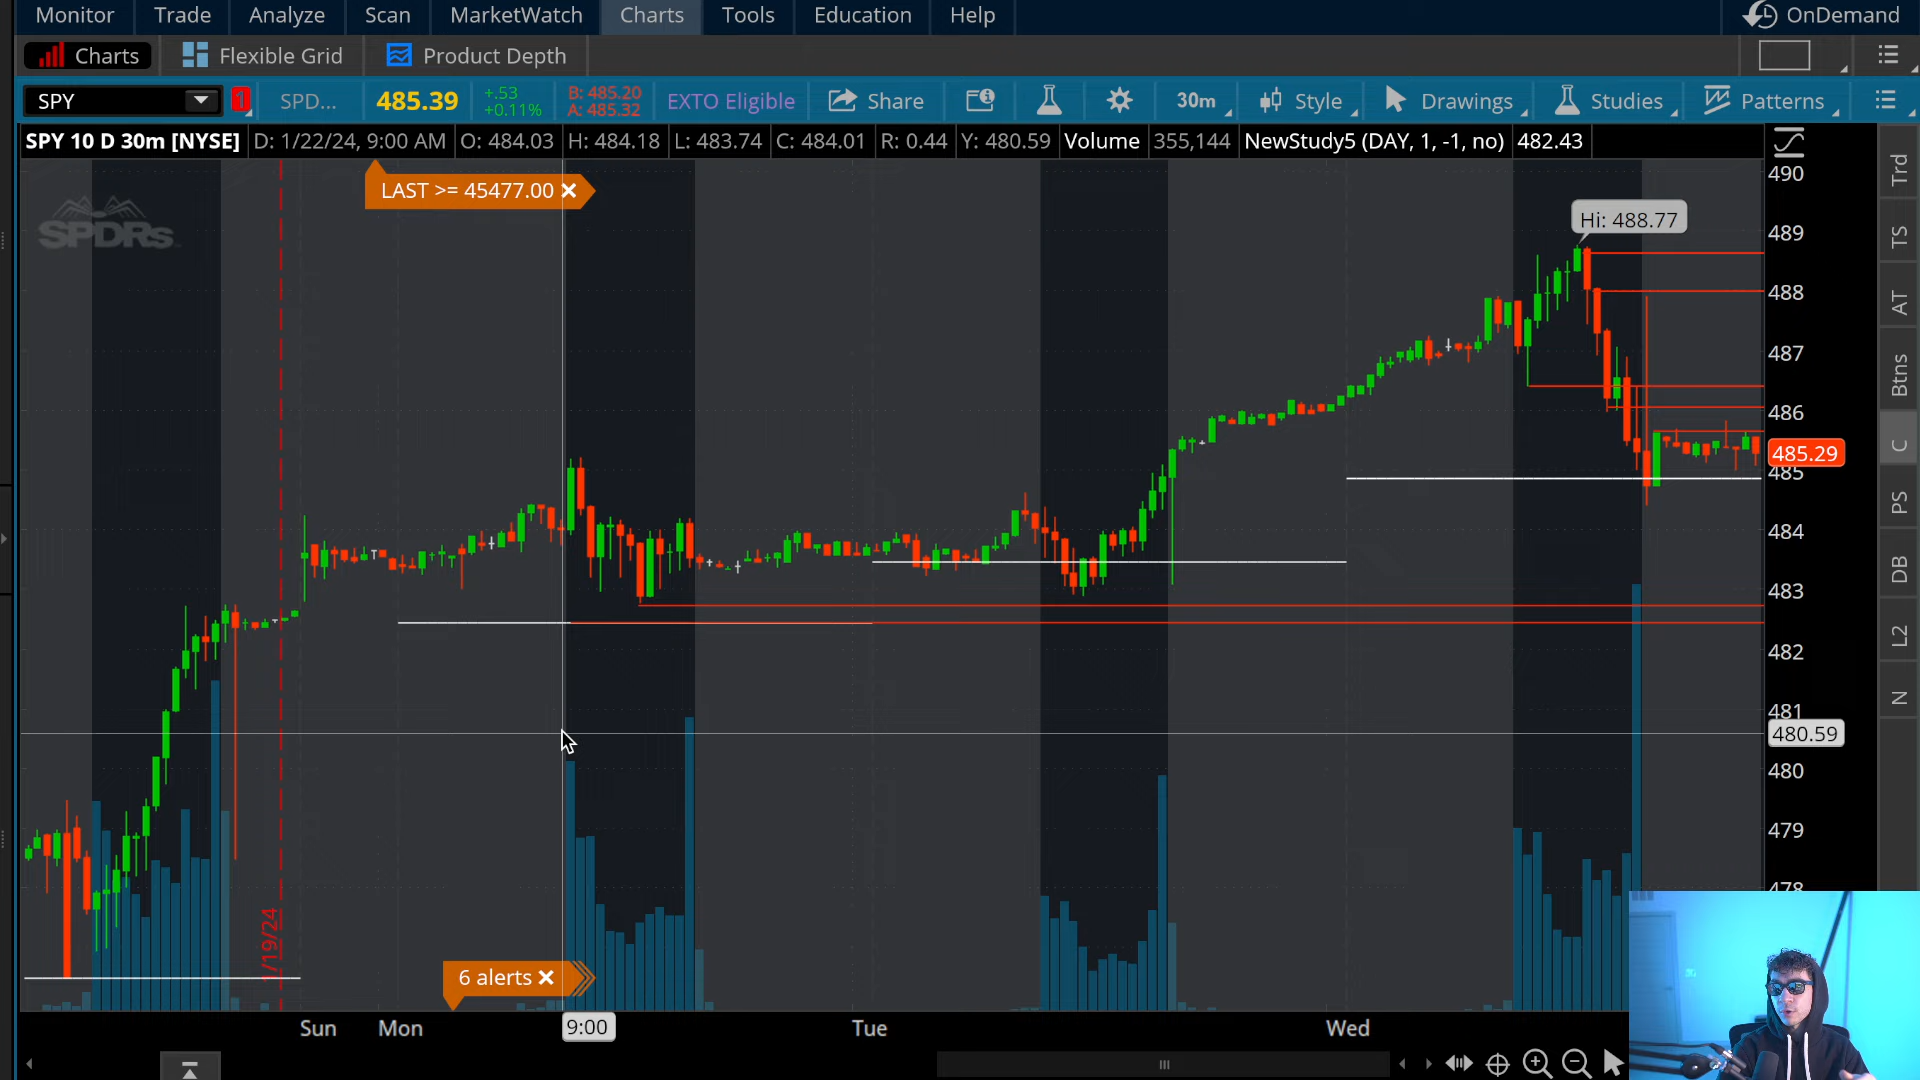 Monitor Trade Analyze Scan MarketWatch Charts Tools Education Help OnDemand
Charts Flexible Grid Product Depth
SPY 1 SPD... 485.39 +.53 +0.11% B: 485.20 A: 485.32 EXTO Eligible Share 30m Style Drawings Studies Patterns
SPY 10 D 30m [NYSE] D: 1/22/24, 9:00 AM O: 484.03 H: 484.18 L: 483.74 C: 484.01 R: 0.44 Y: 480.59 Volume 355,144 NewStudy5 (DAY, 1, -1, no) 482.43
LAST >= 45477.00
SPDRs
Hi: 488.77
490
489
488
487
486
485.29
485
484
483
482
481
480.59
480
479
478
Trd
TS
AT
Btns
C
PS
DB
L2
N
1/19/24
6 alerts
Sun Mon 9:00 Tue Wed